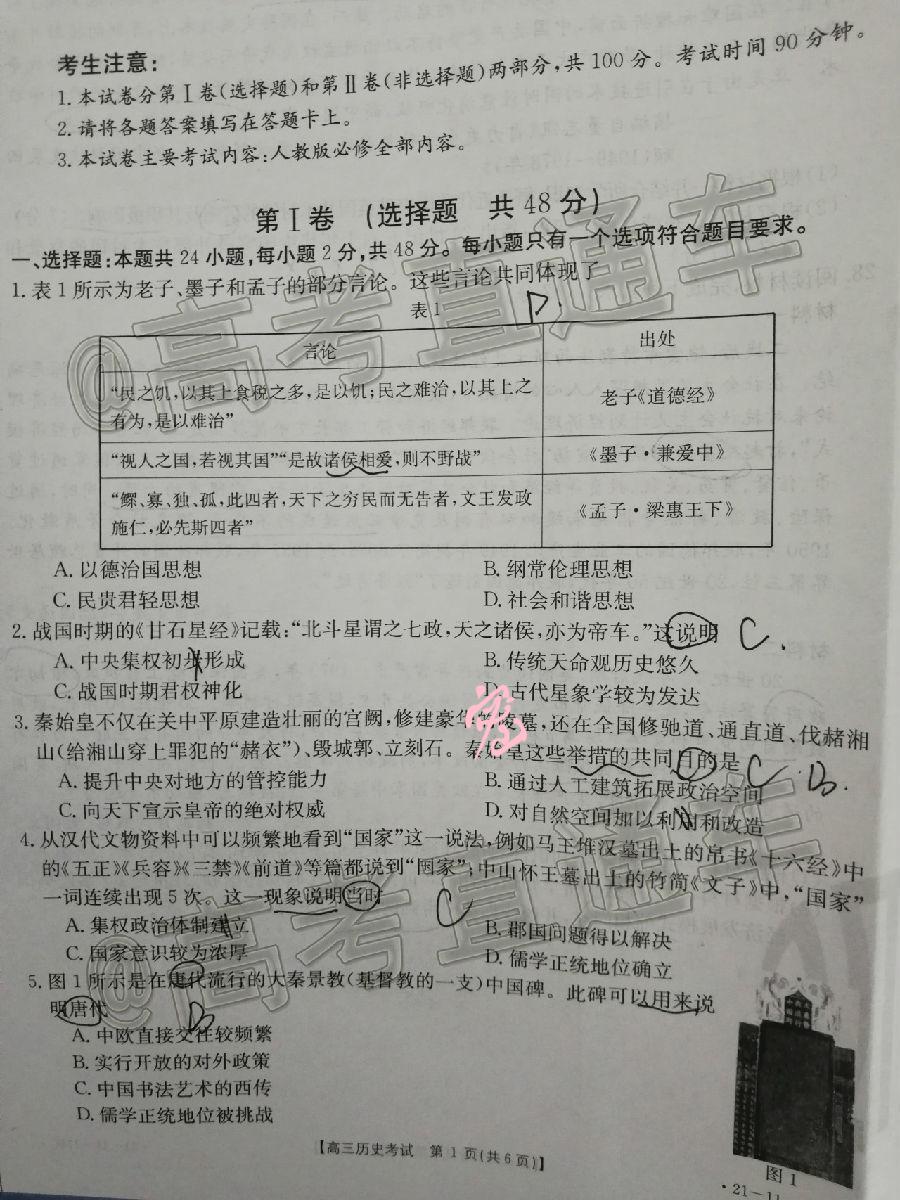 考生注意:
1.本试卷分第Ⅰ卷(选择题)和第Ⅱ卷(非选择题)两部分,共100分。考试时间90分钟。
2.请将各题答案填写在答题卡上。
3.本试卷主要考试内容:人教版必修全部内容。
第Ⅰ卷 (选择题 共48分)
一、选择题:本题共24小题,每小题2分,共48分。每小题只有一个选项符合题目要求。
1.表1所示为老子、墨子和孟子的部分言论。这些言论共同体现了
D.
表1
言论 出处
“民之饥,以其上食税之多,是以饥;民之难治,以其上之
有为,是以难治”
老子《道德经》
“视人之国,若视其国”“是故诸侯相爱,则不野战” 《墨子·兼爱中》
“鳏、寡、独、孤,此四者,天下之穷民而无告者,文王发政
施仁,必先斯四者”
《孟子·梁惠王下》
A.以德治国思想 B.纲常伦理思想
C.民贵君轻思想 D.社会和谐思想
2.战国时期的《甘石星经》记载:“北斗星谓之七政,天之诸侯,亦为帝车。”这说明 C.
A.中央集权初步形成 B.传统天命观历史悠久
C.战国时期君权神化 D.古代星象学较为发达
3.秦始皇不仅在关中平原建造壮丽的宫阙,修建豪华的陵墓,还在全国修驰道、通直道、伐赭湘
山(给湘山穿上罪犯的“赭衣”)、毁城郭、立刻石。秦始皇这些举措的共同目的是 C B.
A.提升中央对地方的管控能力 B.通过人工建筑拓展政治空间
C.向天下宣示皇帝的绝对权威 D.对自然空间加以利用和改造
4.从汉代文物资料中可以频繁地看到“国家”这一说法,例如马王堆汉墓出土的帛书《十六经》中
的《五正》《兵容》《三禁》《前道》等篇都说到“国家”;中山怀王墓出土的竹简《文子》中,“国家”
一词连续出现5次。这一现象说明当时 C
A.集权政治体制建立 B.郡国问题得以解决
C.国家意识较为浓厚 D.儒学正统地位确立
5.图1所示是在唐代流行的大秦景教(基督教的一支)中国碑。此碑可以用来说
明唐代 B
A.中欧直接交往较频繁
B.实行开放的对外政策
C.中国书法艺术的西传
D.儒学正统地位被挑战
图1
【高三历史考试 第1页(共6页)】
·21-11
@高考直通车
@高考直通车